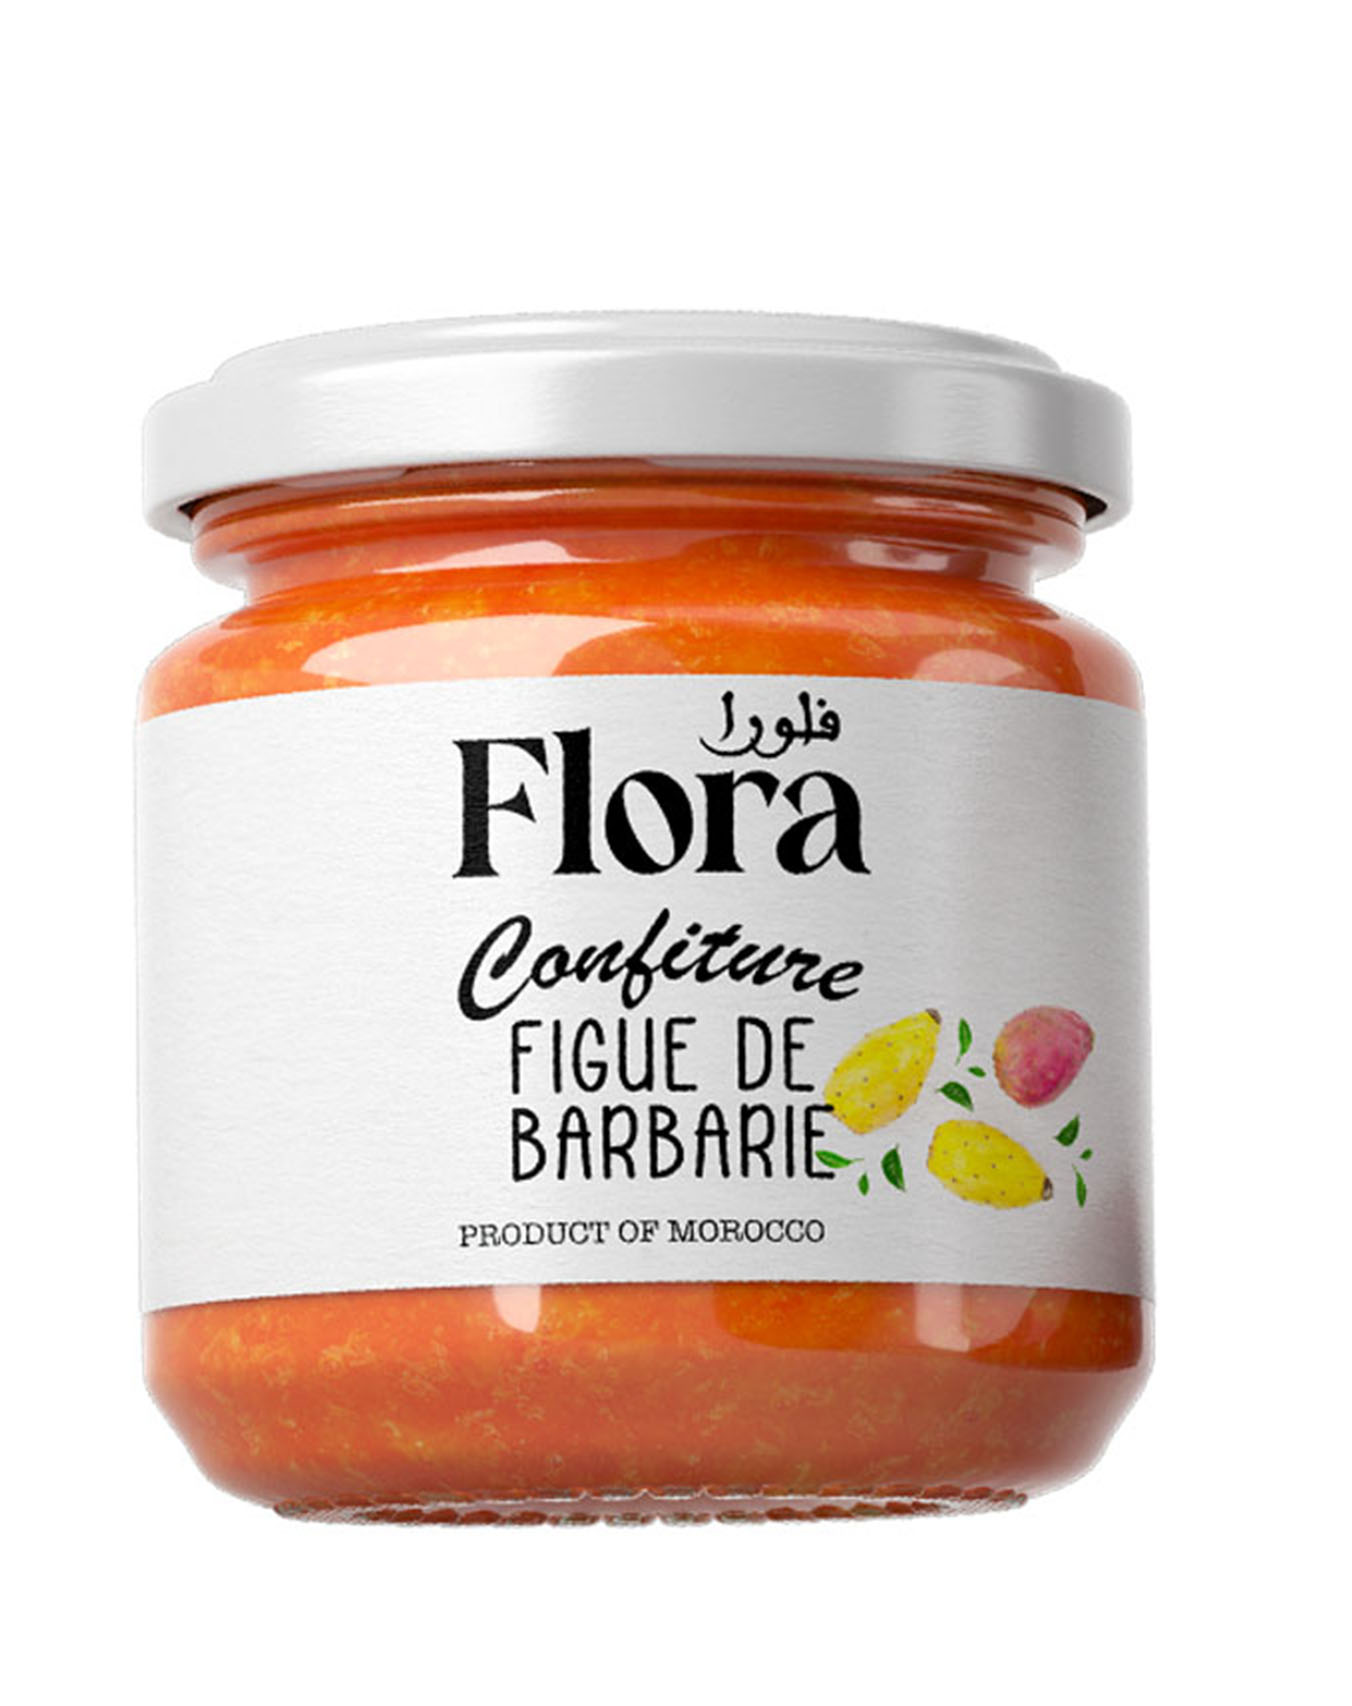 فلورا
Flora
Confiture
FIGUE DE
BARBARIE
PRODUCT OF MOROCCO